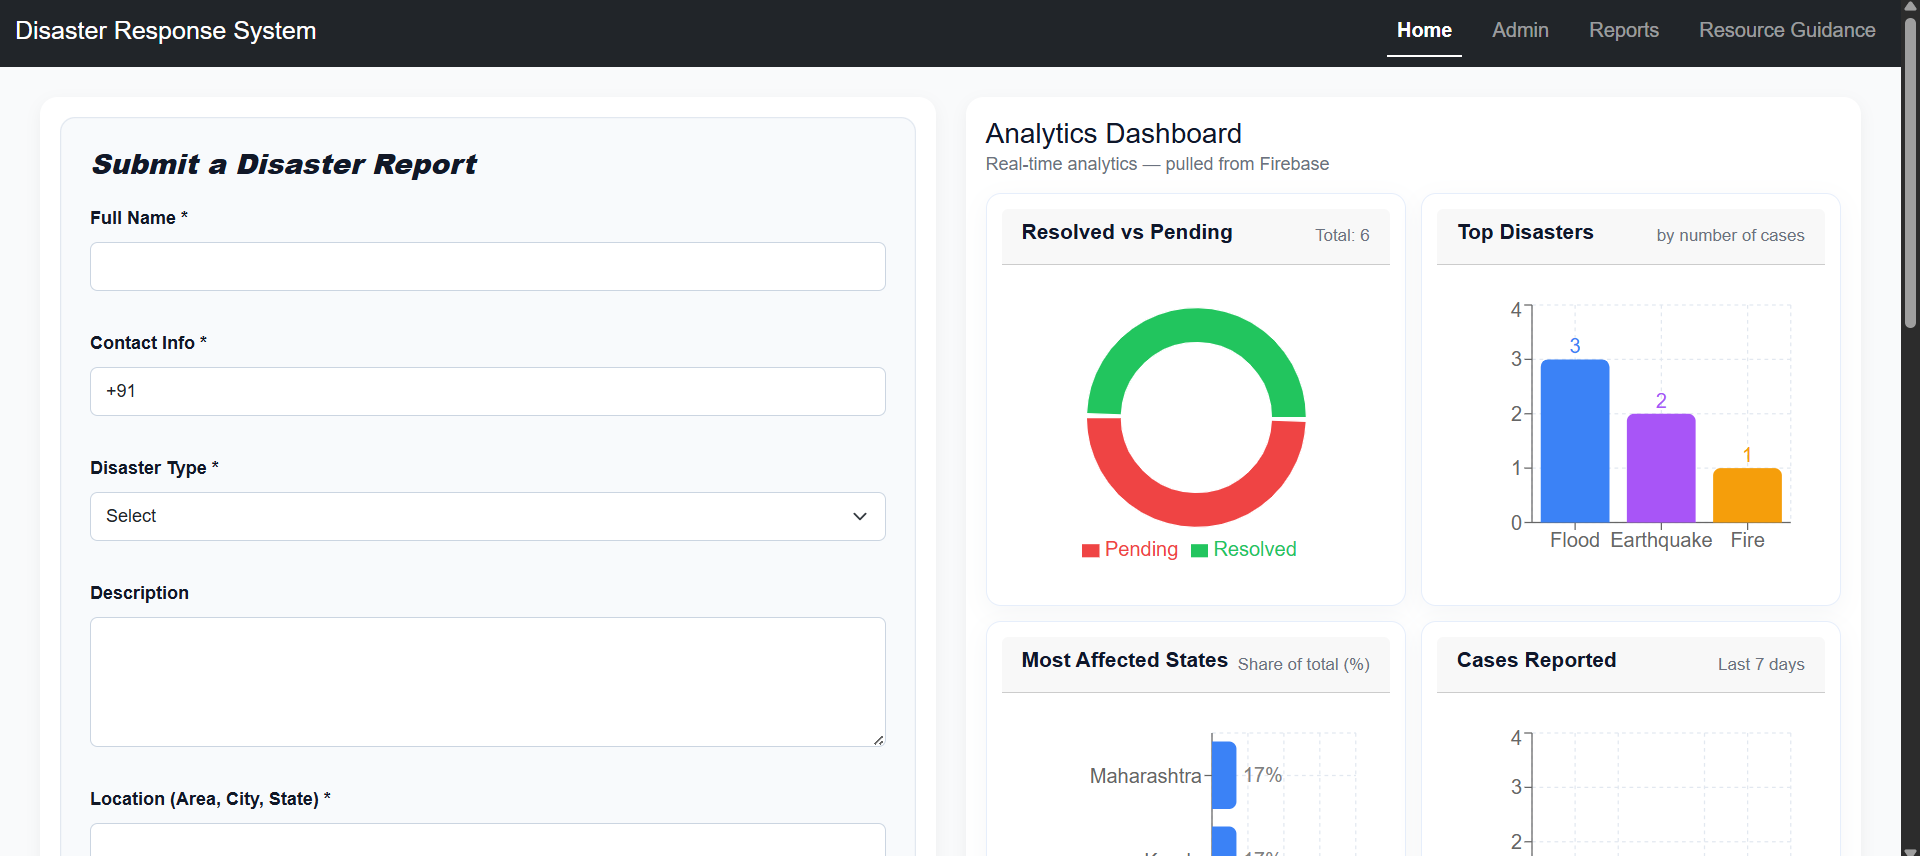 Disaster Response System
Home Admin Reports Resource Guidance
Submit a Disaster Report
Full Name *
Contact Info *
+91
Disaster Type *
Select
Description
Location (Area, City, State) *
Analytics Dashboard
Real-time analytics — pulled from Firebase
Resolved vs Pending Total: 6
Pending Resolved
Top Disasters by number of cases
4
3
2
1
0
3
2
1
Flood Earthquake Fire
Most Affected States Share of total (%)
Maharashtra 17%
Cases Reported Last 7 days
4
3
2